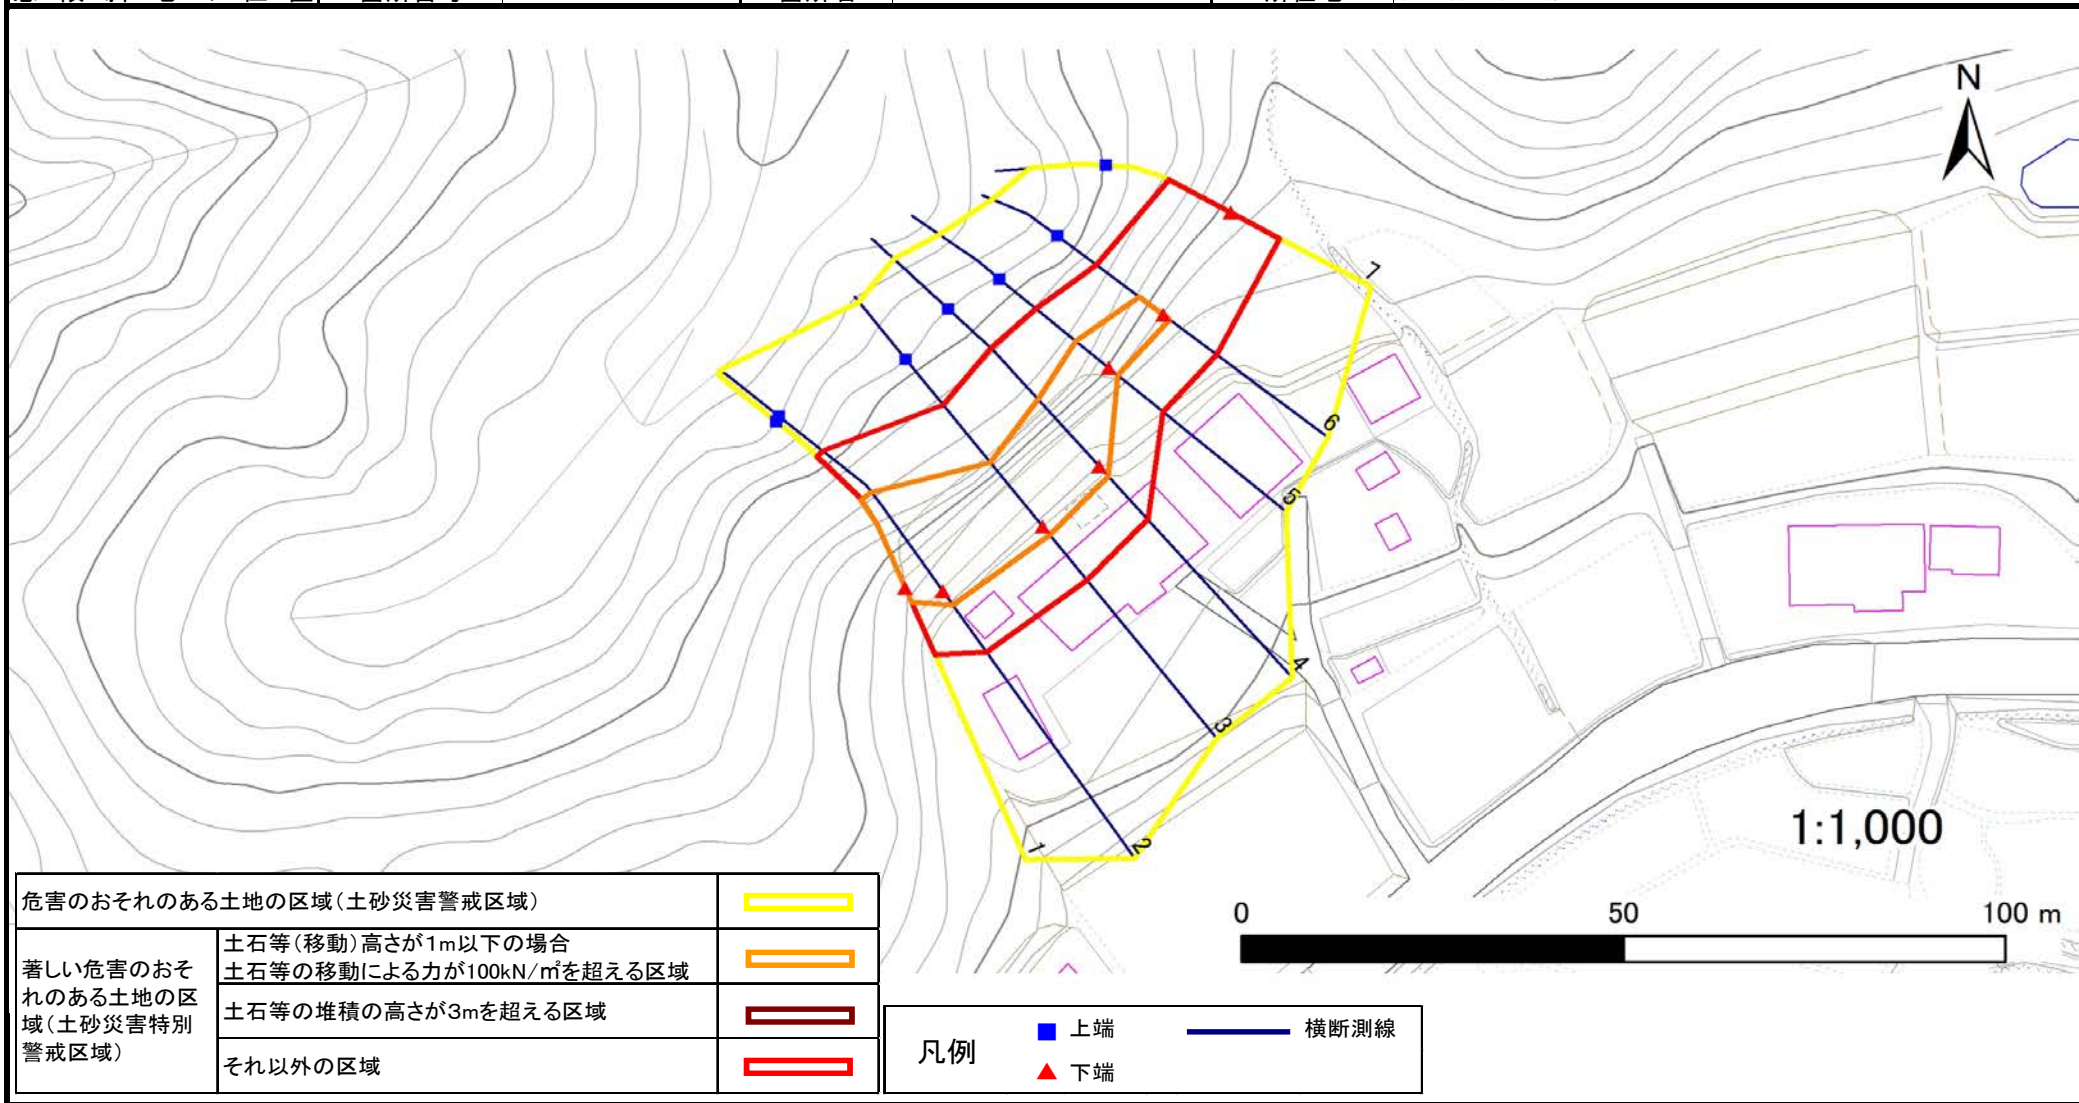 N
7
6
5
4
3
2
1
1:1,000
0 50 100 m
危害のおそれのある土地の区域(土砂災害警戒区域)
著しい危害のおそれのある土地の区域(土砂災害特別警戒区域)
土石等(移動)高さが1m以下の場合
土石等の移動による力が100kN/㎡を超える区域
土石等の堆積の高さが3mを超える区域
それ以外の区域
凡例
上端
横断測線
下端